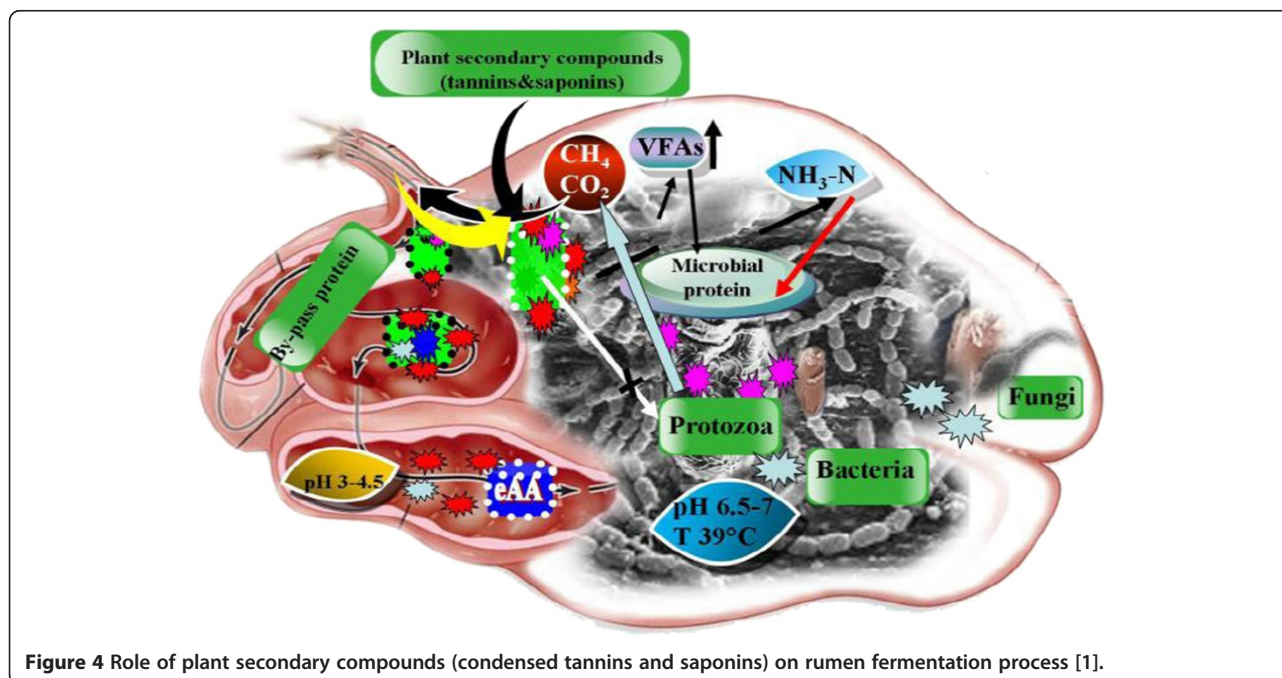 Plant secondary compounds
(tannins&saponins)
CH4
CO2
VFAs
NH3-N
Microbial
protein
By-pass protein
Protozoa
Bacteria
Fungi
pH 3-4.5
eAA
pH 6.5-7
T 39°C
Figure 4 Role of plant secondary compounds (condensed tannins and saponins) on rumen fermentation process [1].